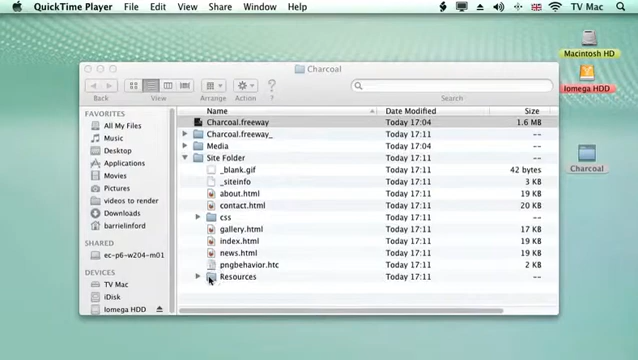 QuickTime Player File Edit View Share Window Help TV Mac
Macintosh HD
Iomega HDD
Charcoal
Charcoal
Back View Arrange Action Search
Name Date Modified Size
FAVORITES
All My Files
Music
Desktop
Applications
Movies
Pictures
videos to render
Downloads
barrielinford
SHARED
ec-p6-w204-m01
DEVICES
TV Mac
iDisk
Iomega HDD
Charcoal.freeway Today 17:04 1.6 MB
Charcoal.freeway_ Today 17:11 --
Media Today 17:04 --
Site Folder Today 17:11 --
_blank.gif Today 17:11 42 bytes
_siteinfo Today 17:11 3 KB
about.html Today 17:11 19 KB
contact.html Today 17:11 20 KB
css Today 17:11 --
gallery.html Today 17:11 17 KB
index.html Today 17:11 19 KB
news.html Today 17:11 19 KB
pngbehavior.htc Today 17:11 2 KB
Resources Today 17:11 --